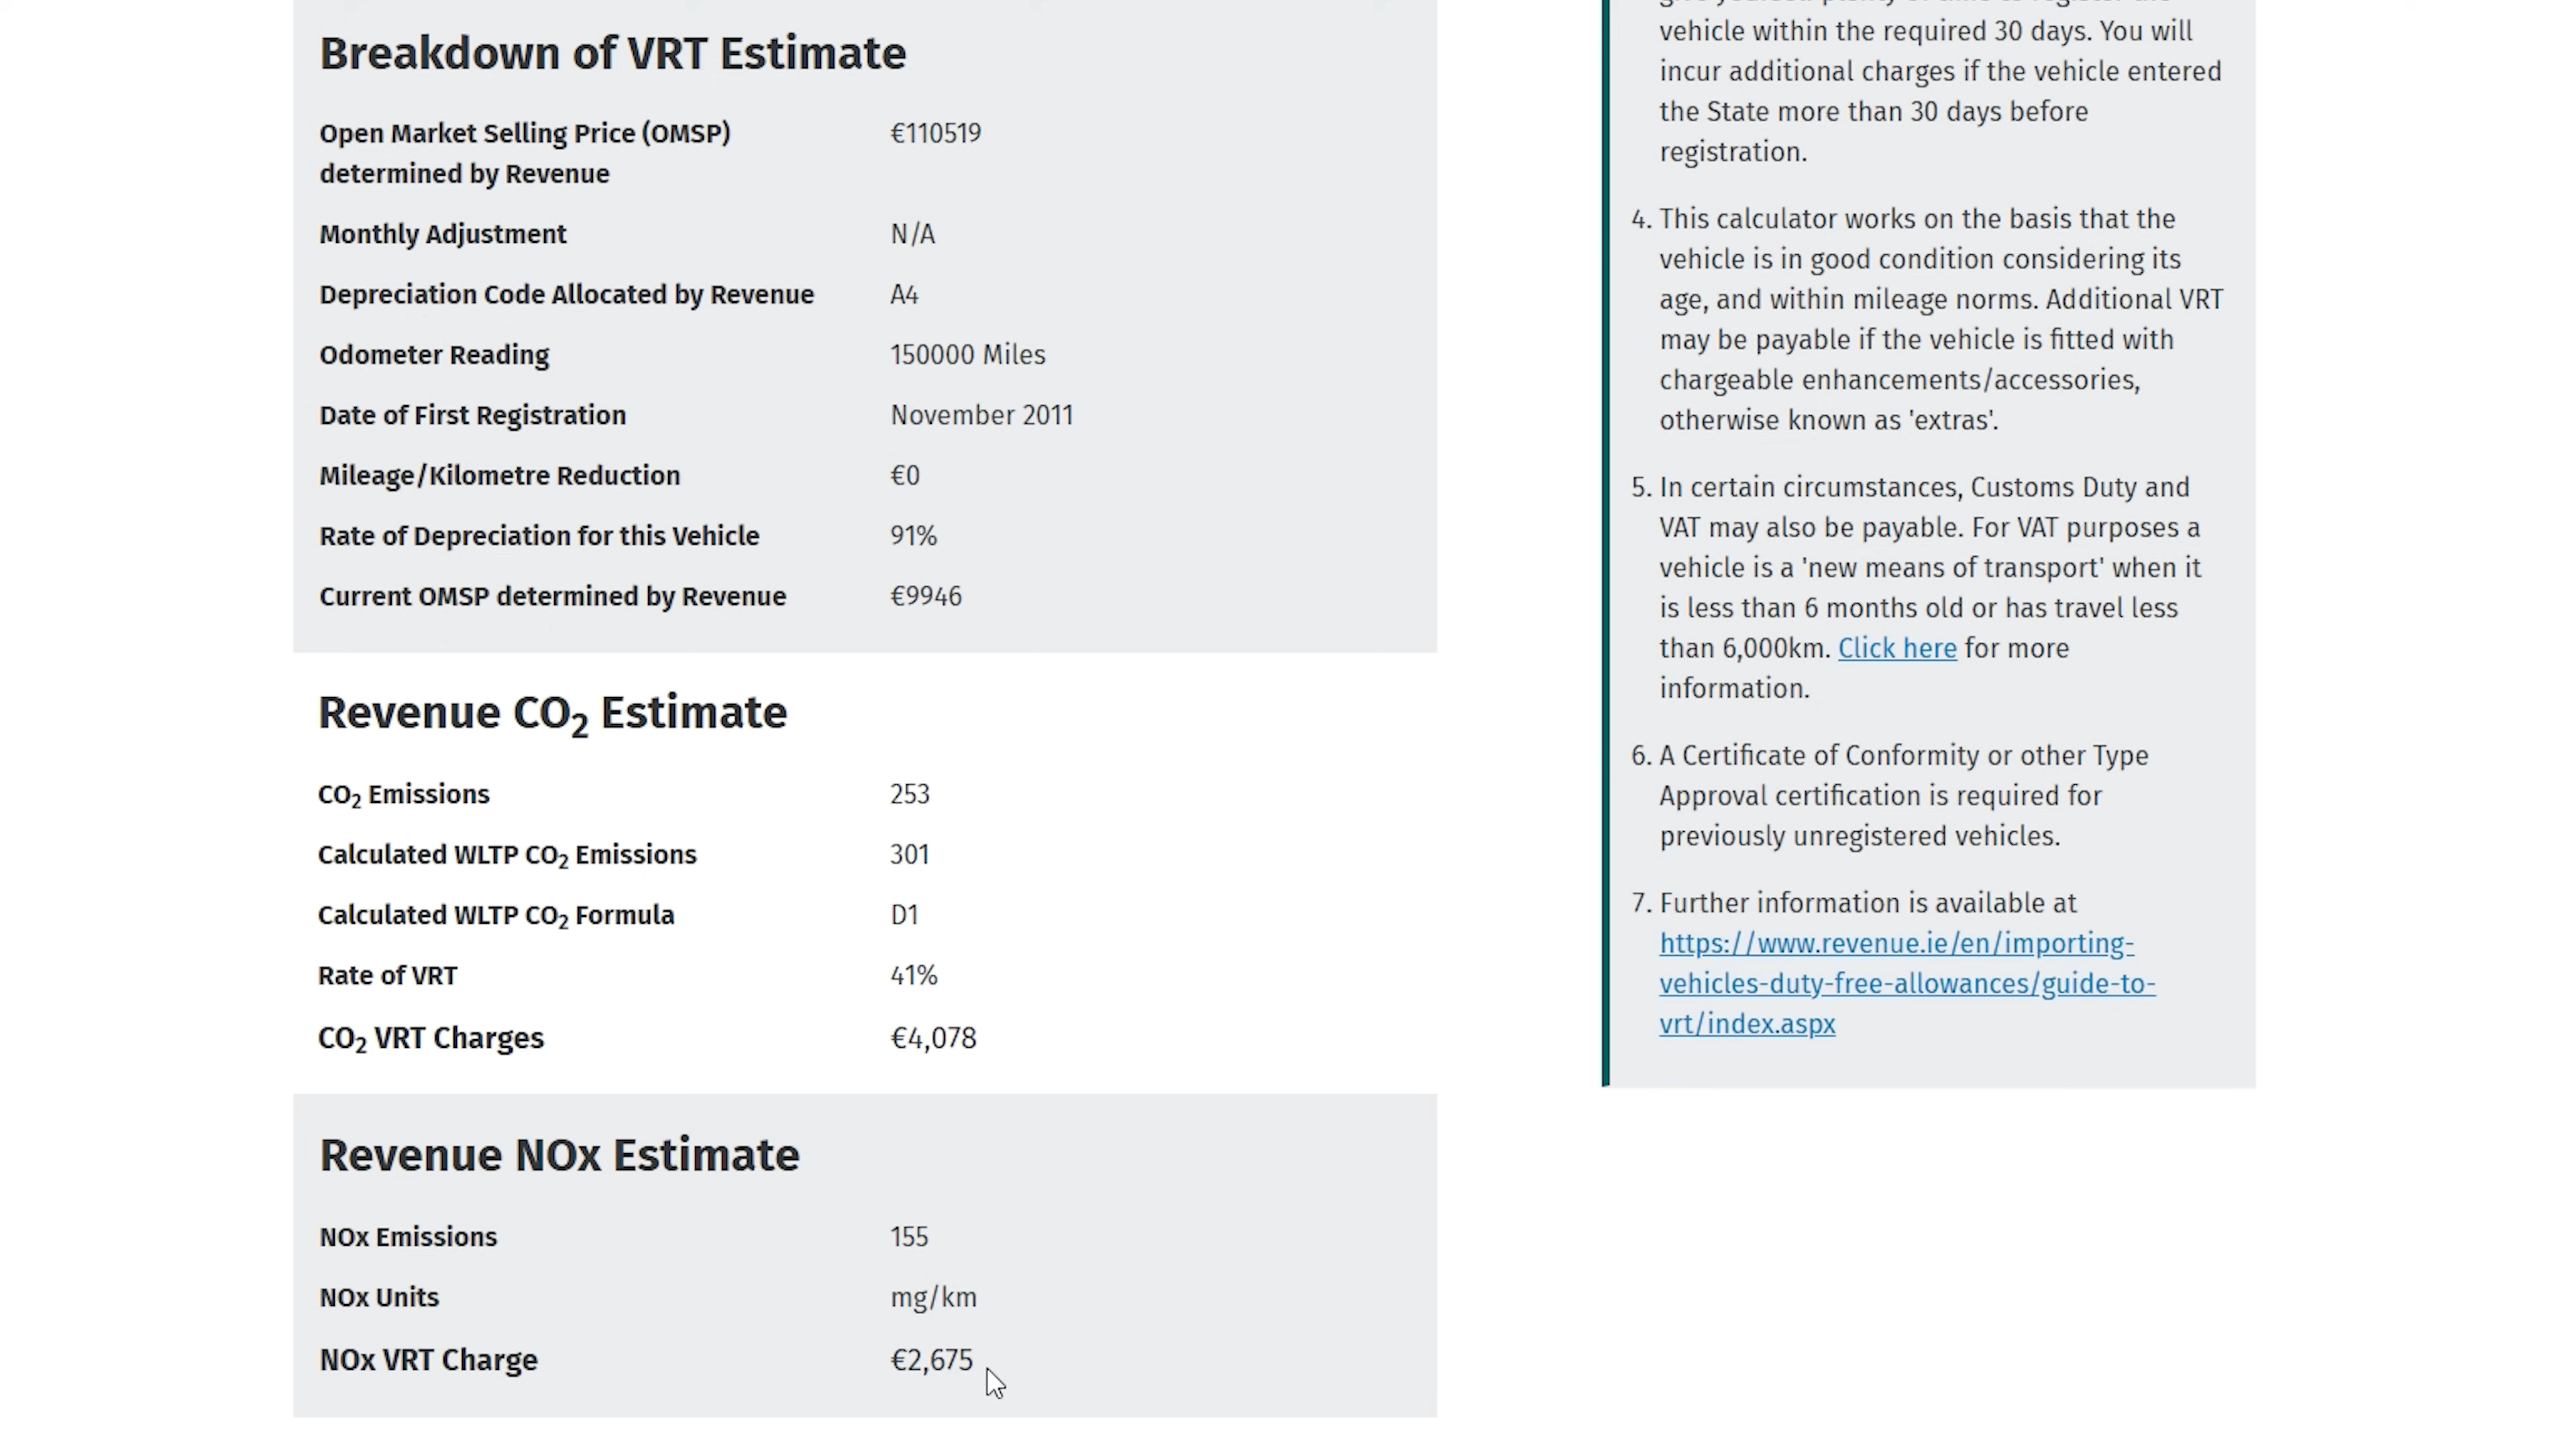 Breakdown of VRT Estimate
Open Market Selling Price (OMSP) €110519
determined by Revenue
Monthly Adjustment N/A
Depreciation Code Allocated by Revenue A4
Odometer Reading 150000 Miles
Date of First Registration November 2011
Mileage/Kilometre Reduction €0
Rate of Depreciation for this Vehicle 91%
Current OMSP determined by Revenue €9946
Revenue CO₂ Estimate
CO₂ Emissions 253
Calculated WLTP CO₂ Emissions 301
Calculated WLTP CO₂ Formula D1
Rate of VRT 41%
CO₂ VRT Charges €4,078
Revenue NOx Estimate
NOx Emissions 155
NOx Units mg/km
NOx VRT Charge €2,675
vehicle within the required 30 days. You will
incur additional charges if the vehicle entered
the State more than 30 days before
registration.
4. This calculator works on the basis that the
vehicle is in good condition considering its
age, and within mileage norms. Additional VRT
may be payable if the vehicle is fitted with
chargeable enhancements/accessories,
otherwise known as 'extras'.
5. In certain circumstances, Customs Duty and
VAT may also be payable. For VAT purposes a
vehicle is a 'new means of transport' when it
is less than 6 months old or has travel less
than 6,000km. Click here for more
information.
6. A Certificate of Conformity or other Type
Approval certification is required for
previously unregistered vehicles.
7. Further information is available at
https://www.revenue.ie/en/importing-
vehicles-duty-free-allowances/guide-to-
vrt/index.aspx